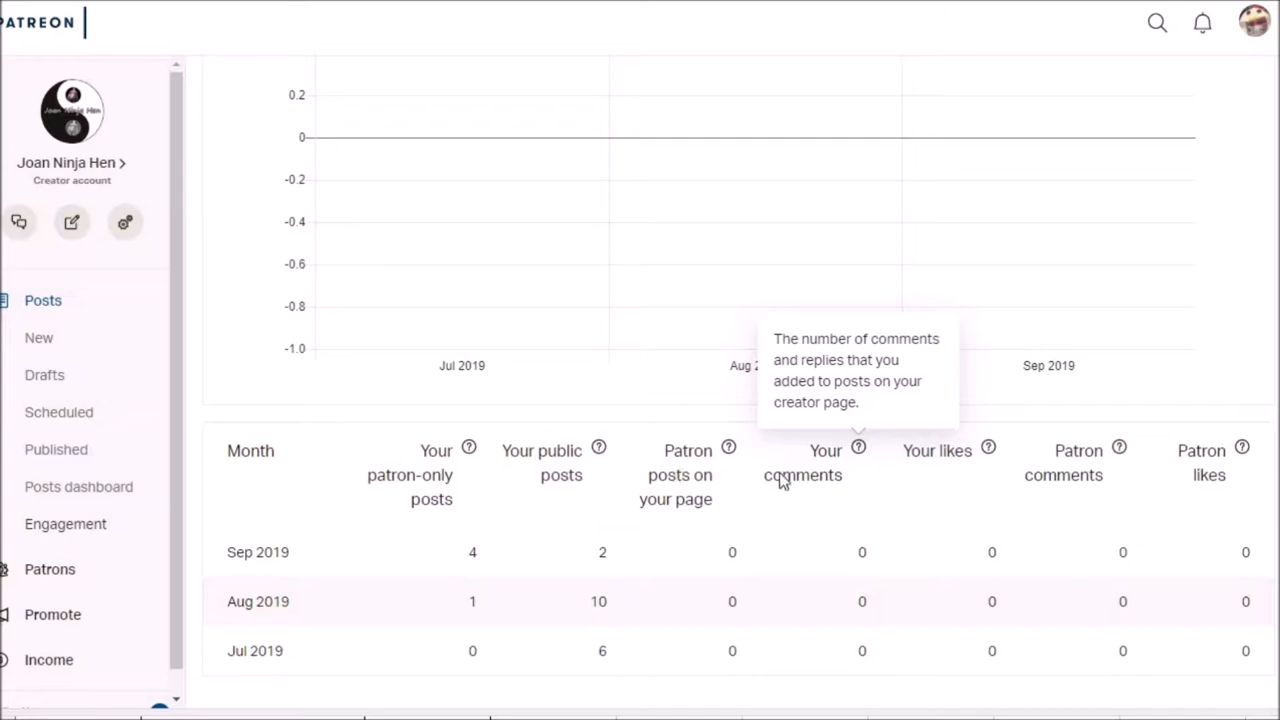 PATREON
Joan Ninja Hen
Joan Ninja Hen >
Creator account
Posts
New
Drafts
Scheduled
Published
Posts dashboard
Engagement
Patrons
Promote
Income
0.2
0
-0.2
-0.4
-0.6
-0.8
-1.0
Jul 2019
Aug 2
Sep 2019
The number of comments
and replies that you
added to posts on your
creator page.
Month
Your ?
patron-only
posts
Your public ?
posts
Patron ?
posts on
your page
Your ?
comments
Your likes ?
Patron ?
comments
Patron ?
likes
Sep 2019 4 2 0 0 0 0 0
Aug 2019 1 10 0 0 0 0 0
Jul 2019 0 6 0 0 0 0 0